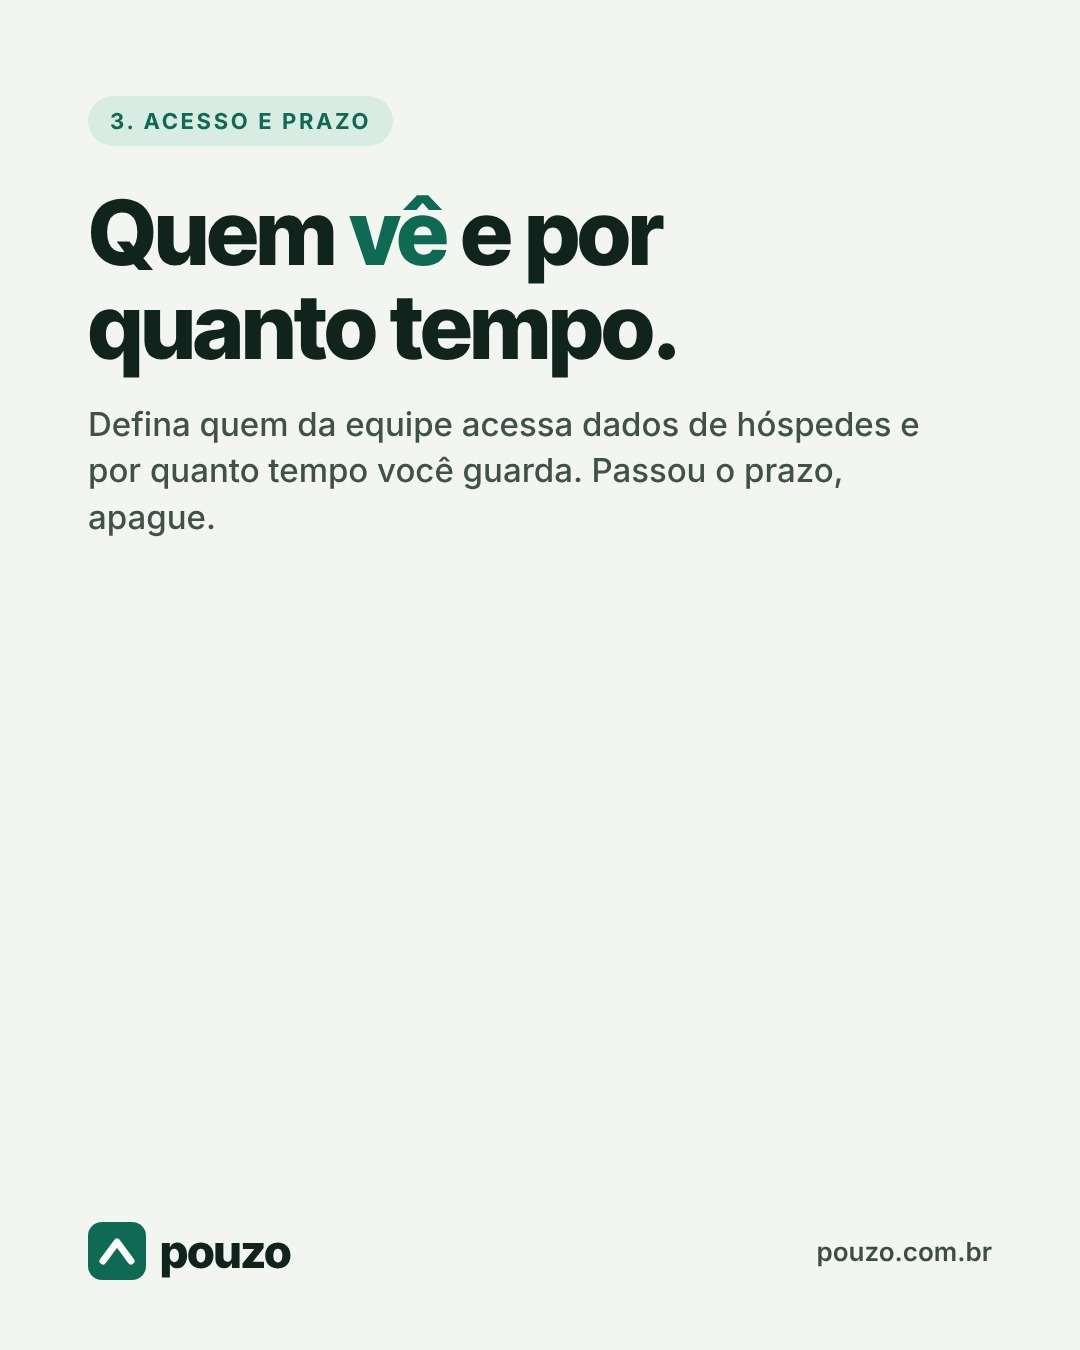 3. ACESSO E PRAZO
Quem vê e por
quanto tempo.
Defina quem da equipe acessa dados de hóspedes e
por quanto tempo você guarda. Passou o prazo,
apague.
pouzo
pouzo.com.br